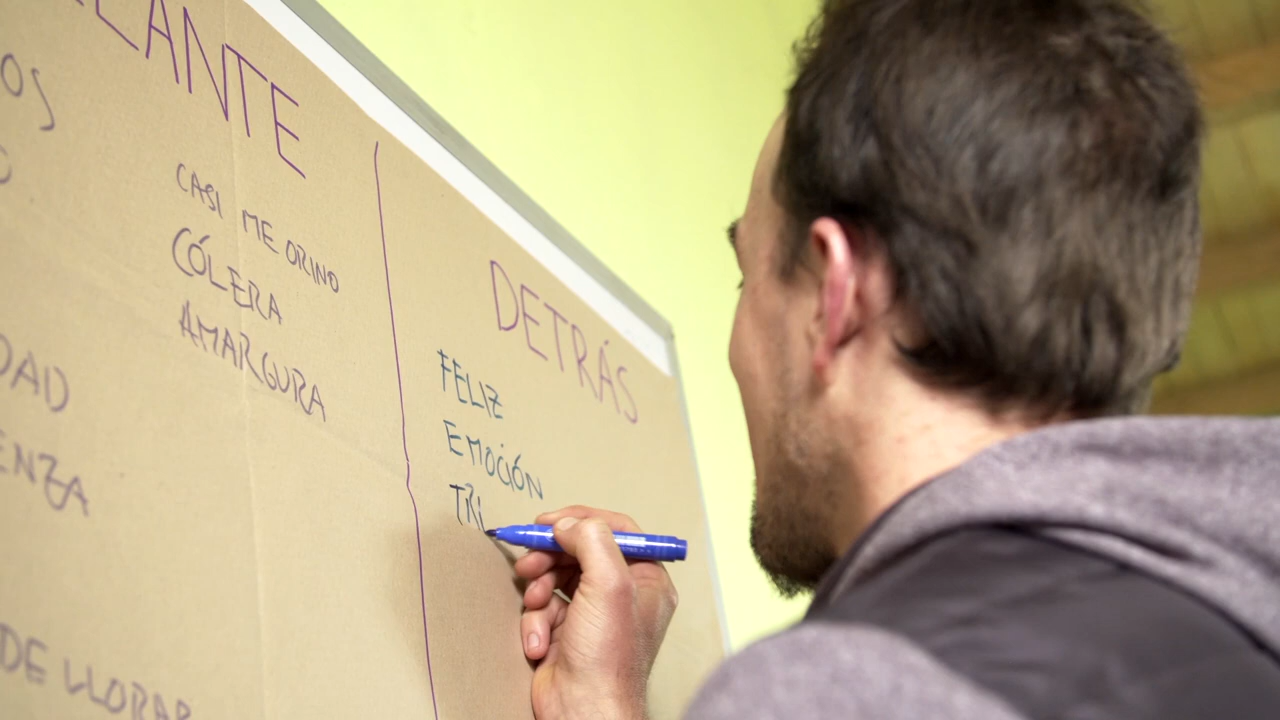 LANTE
OS
CASI ME ORINO
CÓLERA
AMARGURA
DAD
ENZA
DE LLORAR
DETRÁS
FELIZ
EMOCIÓN
TRI